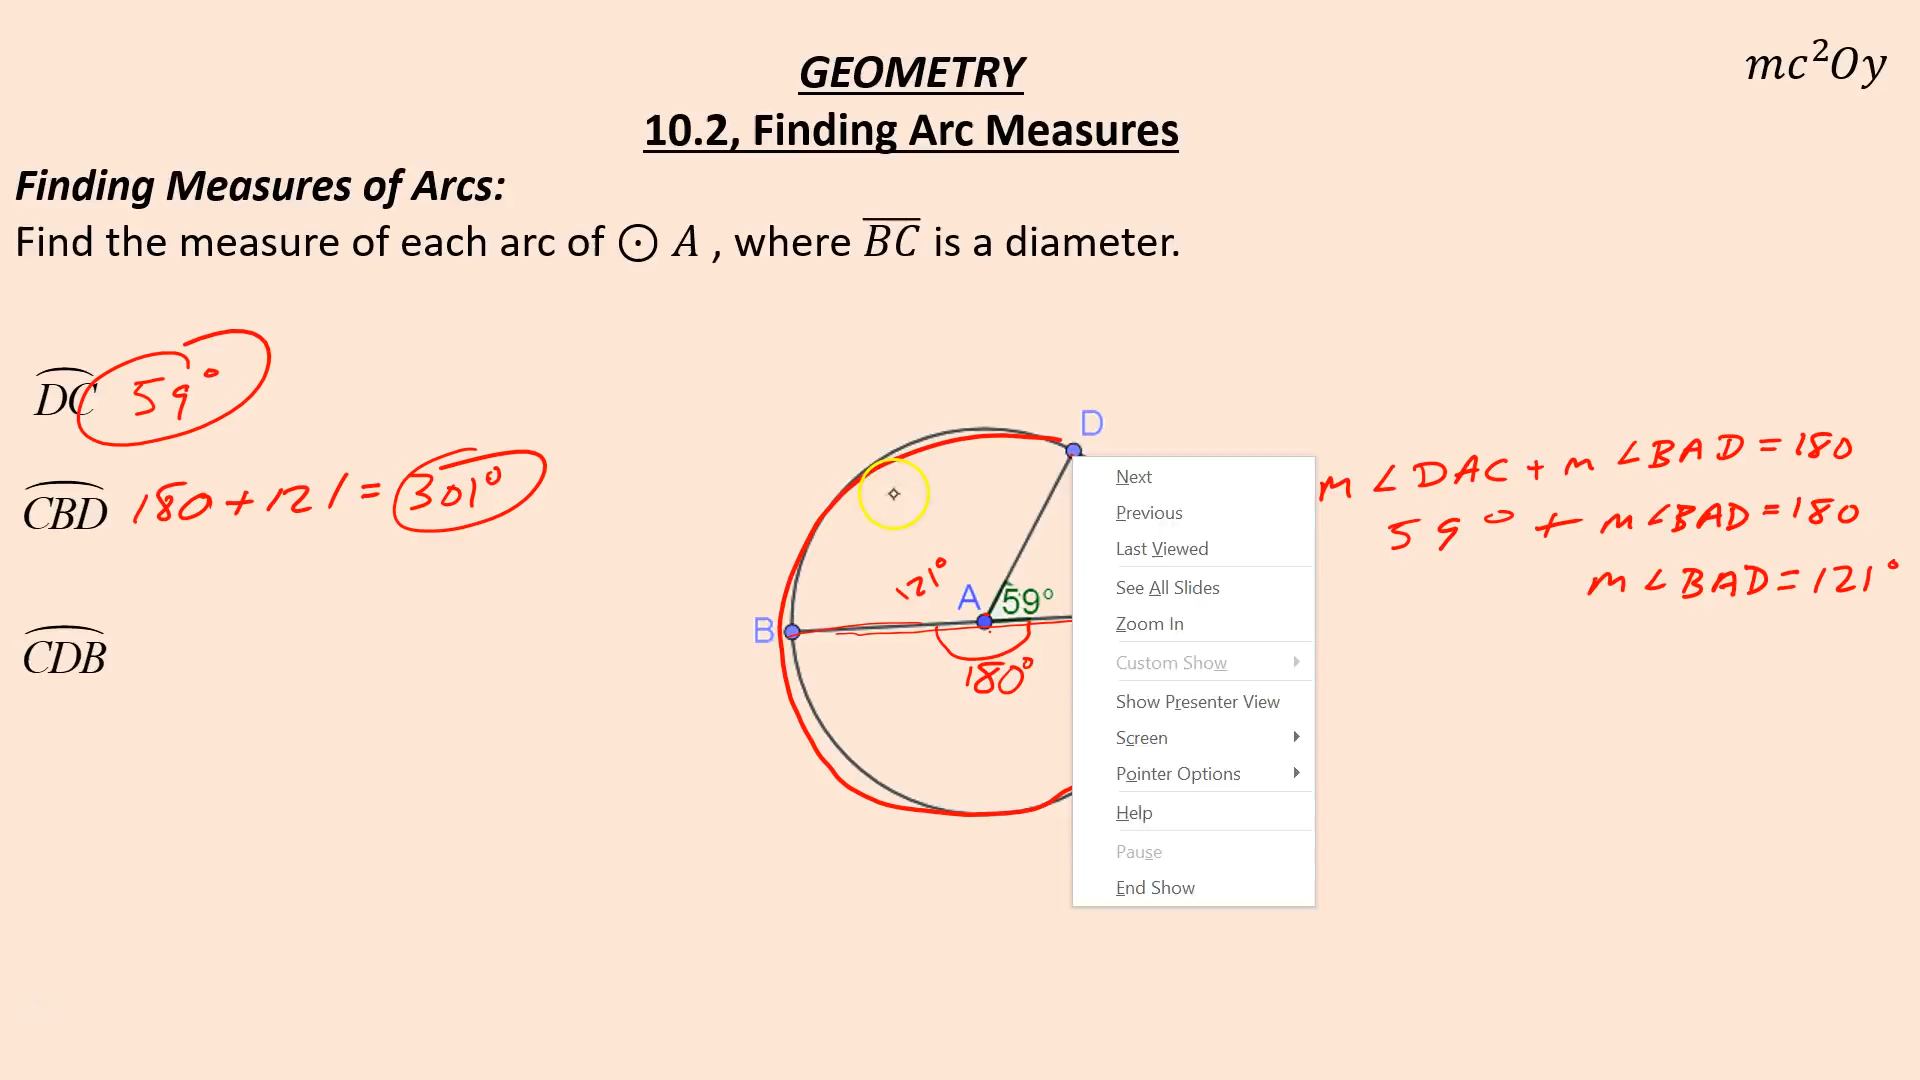 GEOMETRY
mc²Oy
10.2, Finding Arc Measures
Finding Measures of Arcs:
Find the measure of each arc of ⊙ A , where B̅C̅ is a diameter.
DC 59°
CBD 180 + 121 = 301°
CDB
D
B
A
59°
121°
180°
m ∠DAC + m ∠BAD = 180
59° + m∠BAD = 180
m ∠BAD = 121°
Next
Previous
Last Viewed
See All Slides
Zoom In
Custom Show
Show Presenter View
Screen
Pointer Options
Help
Pause
End Show